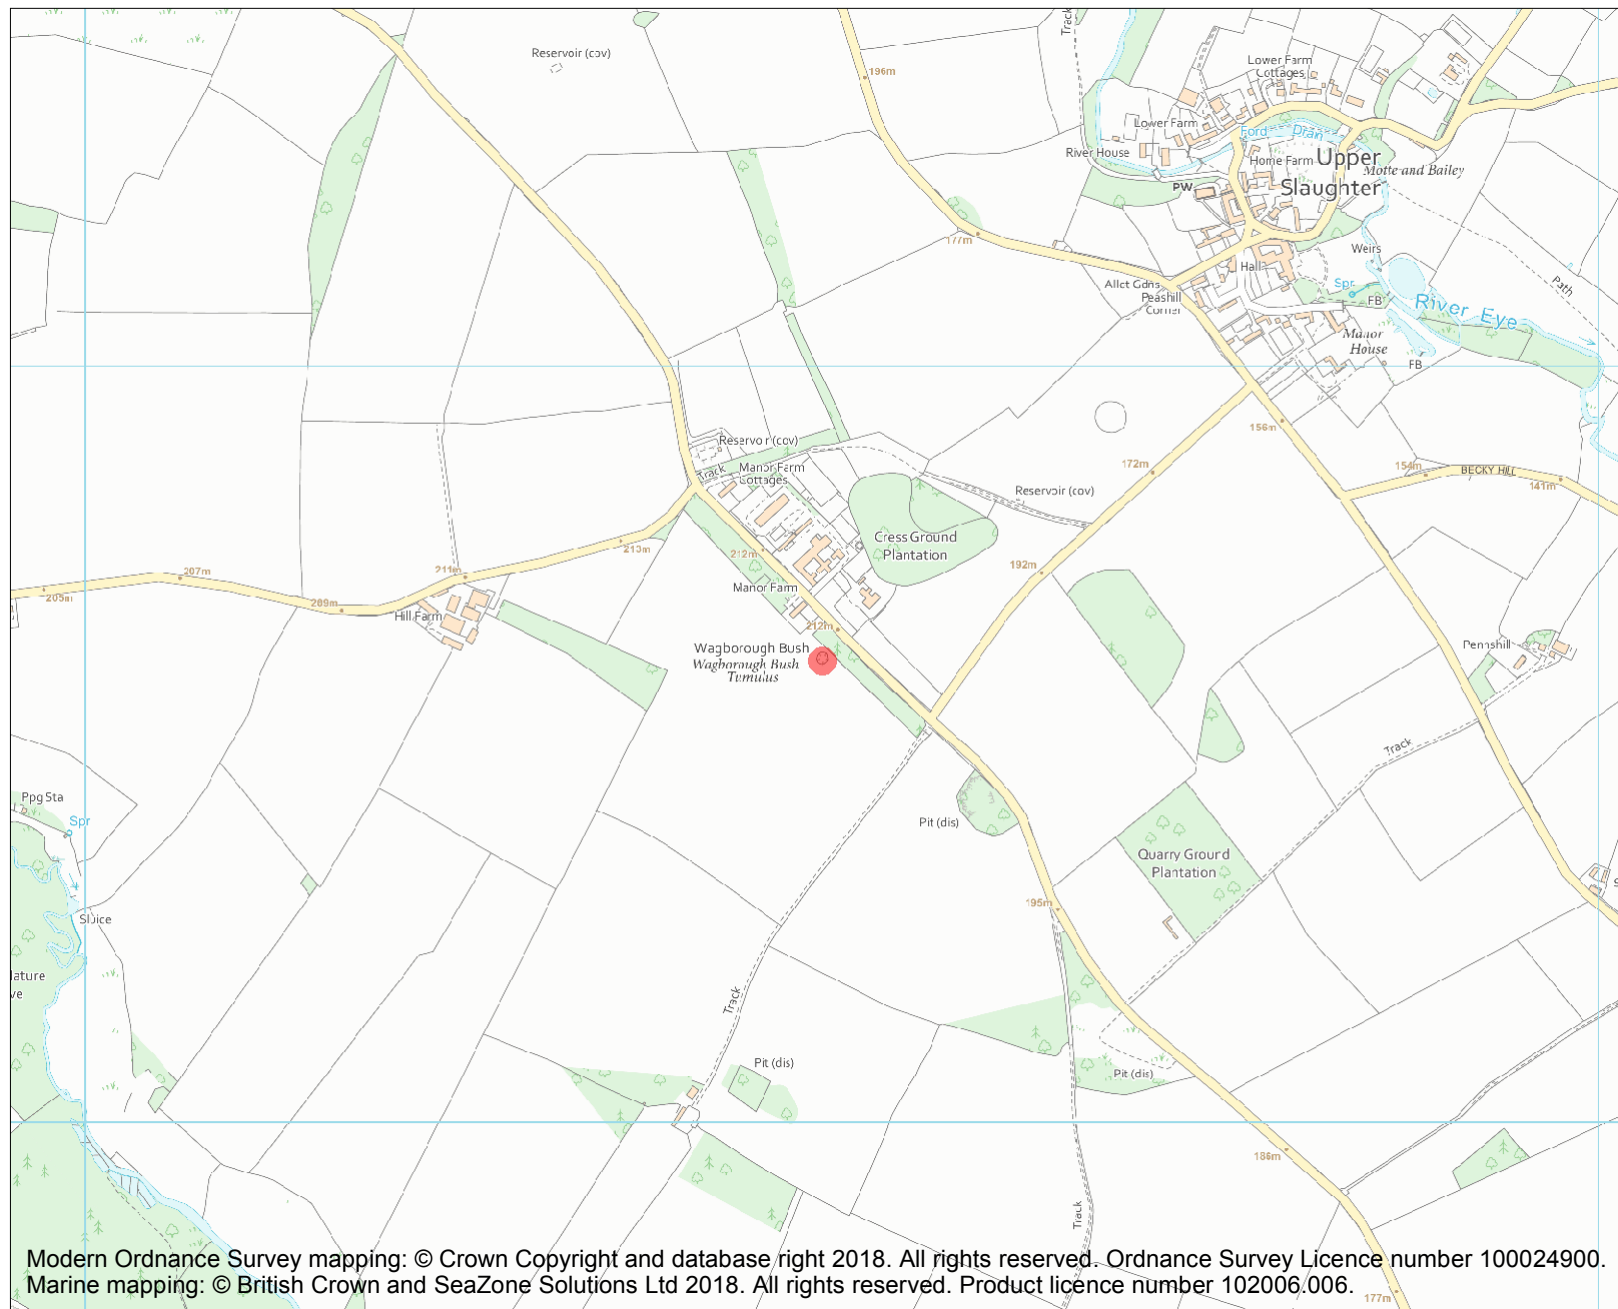 Track
Reservoir (cov)
196m
Lower Farm
Cottages
Lower Farm
Ford
Drain
River House
Home Farm
Upper
Slaughter
Motte and Bailey
PW
177m
Weirs
Hall
Path
Allot Gdns
Peashill
Corner
Spr
FB
River Eye
Manor
House
FB
156m
Reservoir (cov)
Track
Manor Farm
Cottages
172m
154m
BECKY HILL
141m
Reservoir (cov)
Cress Ground
Plantation
213m
212m
192m
207m
211m
205m
209m
Hill Farm
Manor Farm
212m
Wagborough Bush
Wagborough Bush
Tumulus
Pennshill
Track
Ppg Sta
Spr
Pit (dis)
Quarry Ground
Plantation
195m
Sluice
Track
Pit (dis)
Pit (dis)
186m
Track
Modern Ordnance Survey mapping: © Crown Copyright and database right 2018. All rights reserved. Ordnance Survey Licence number 100024900.
Marine mapping: © British Crown and SeaZone Solutions Ltd 2018. All rights reserved. Product licence number 102006.006.
177m